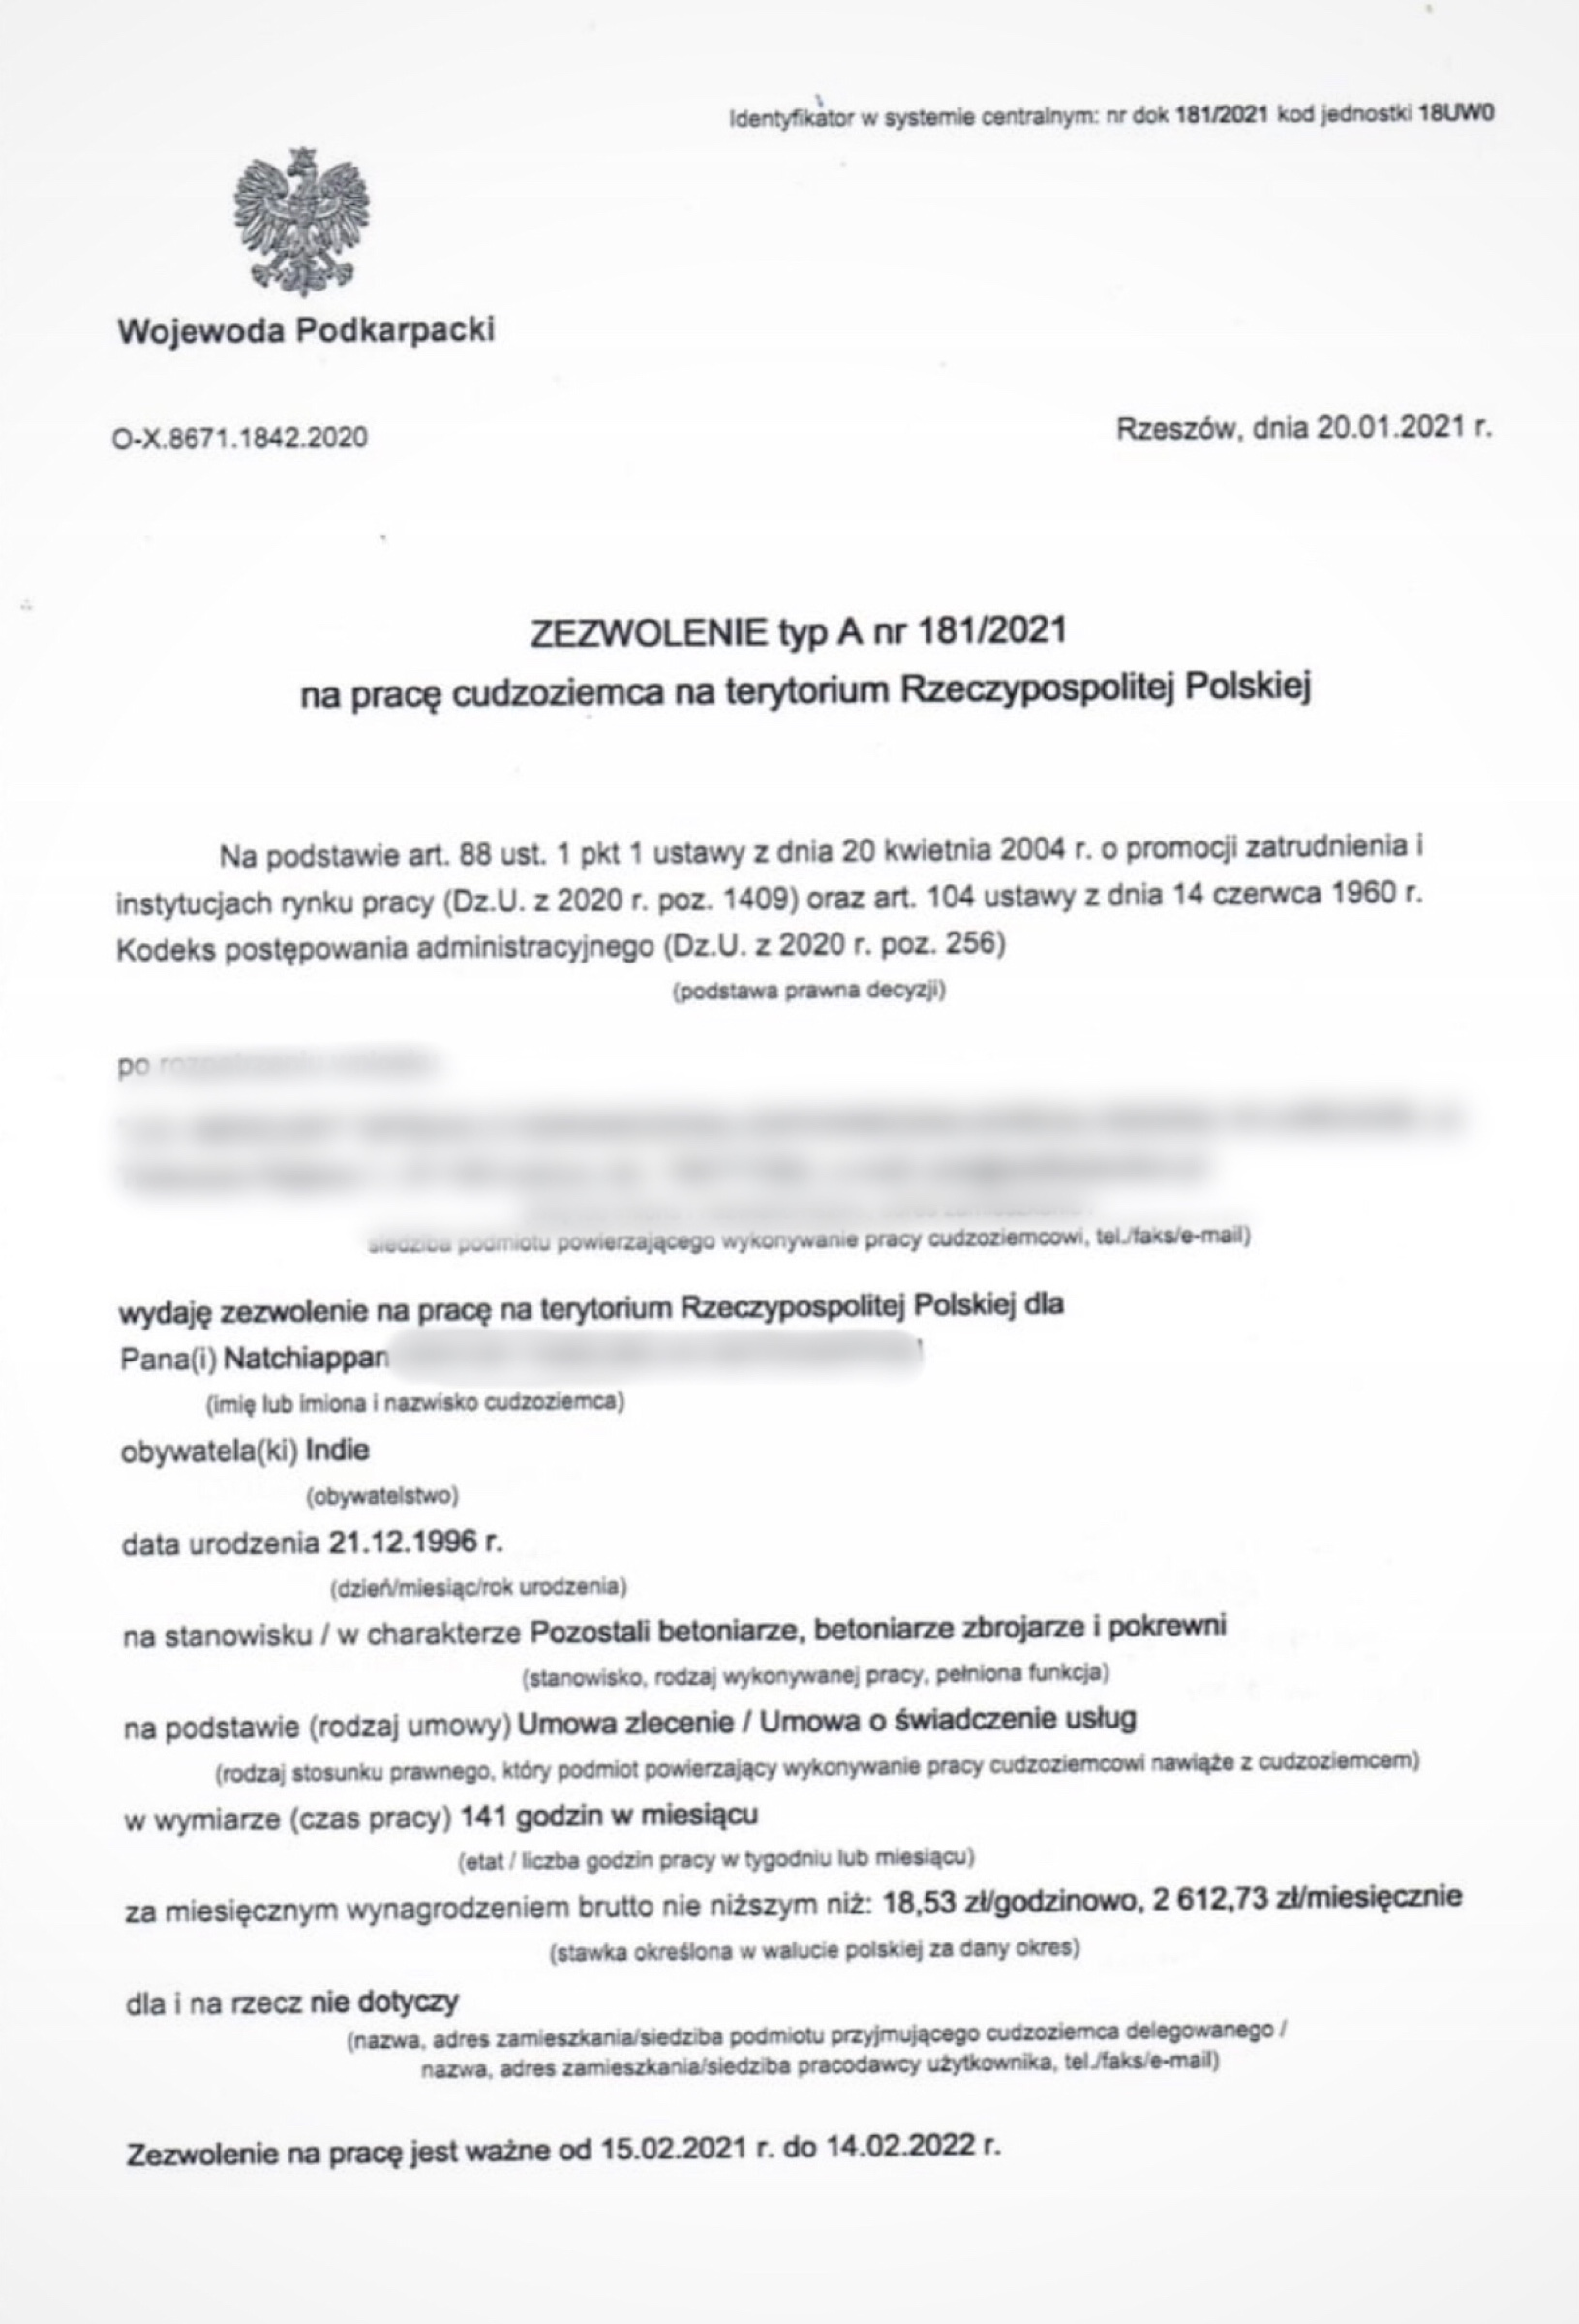 Identyfikator w systemie centralnym: nr dok 181/2021 kod jednostki 18UW0
Wojewoda Podkarpacki
O-X.8671.1842.2020
Rzeszów, dnia 20.01.2021 r.
ZEZWOLENIE typ A nr 181/2021
na pracę cudzoziemca na terytorium Rzeczypospolitej Polskiej
Na podstawie art. 88 ust. 1 pkt 1 ustawy z dnia 20 kwietnia 2004 r. o promocji zatrudnienia i
instytucjach rynku pracy (Dz.U. z 2020 r. poz. 1409) oraz art. 104 ustawy z dnia 14 czerwca 1960 r.
Kodeks postępowania administracyjnego (Dz.U. z 2020 r. poz. 256)
(podstawa prawna decyzji)
po
siedziba podmiotu powierzającego wykonywanie pracy cudzoziemcowi, tel./faks/e-mail)
wydaję zezwolenie na pracę na terytorium Rzeczypospolitej Polskiej dla
Pana(i) Natchiappan
(imię lub imiona i nazwisko cudzoziemca)
obywatela(ki) Indie
(obywatelstwo)
data urodzenia 21.12.1996 r.
(dzień/miesiąc/rok urodzenia)
na stanowisku / w charakterze Pozostali betoniarze, betoniarze zbrojarze i pokrewni
(stanowisko, rodzaj wykonywanej pracy, pełniona funkcja)
na podstawie (rodzaj umowy) Umowa zlecenie / Umowa o świadczenie usług
(rodzaj stosunku prawnego, który podmiot powierzający wykonywanie pracy cudzoziemcowi nawiąże z cudzoziemcem)
w wymiarze (czas pracy) 141 godzin w miesiącu
(etat / liczba godzin pracy w tygodniu lub miesiącu)
za miesięcznym wynagrodzeniem brutto nie niższym niż: 18,53 zł/godzinowo, 2 612,73 zł/miesięcznie
(stawka określona w walucie polskiej za dany okres)
dla i na rzecz nie dotyczy
(nazwa, adres zamieszkania/siedziba podmiotu przyjmującego cudzoziemca delegowanego /
nazwa, adres zamieszkania/siedziba pracodawcy użytkownika, tel./faks/e-mail)
Zezwolenie na pracę jest ważne od 15.02.2021 r. do 14.02.2022 r.